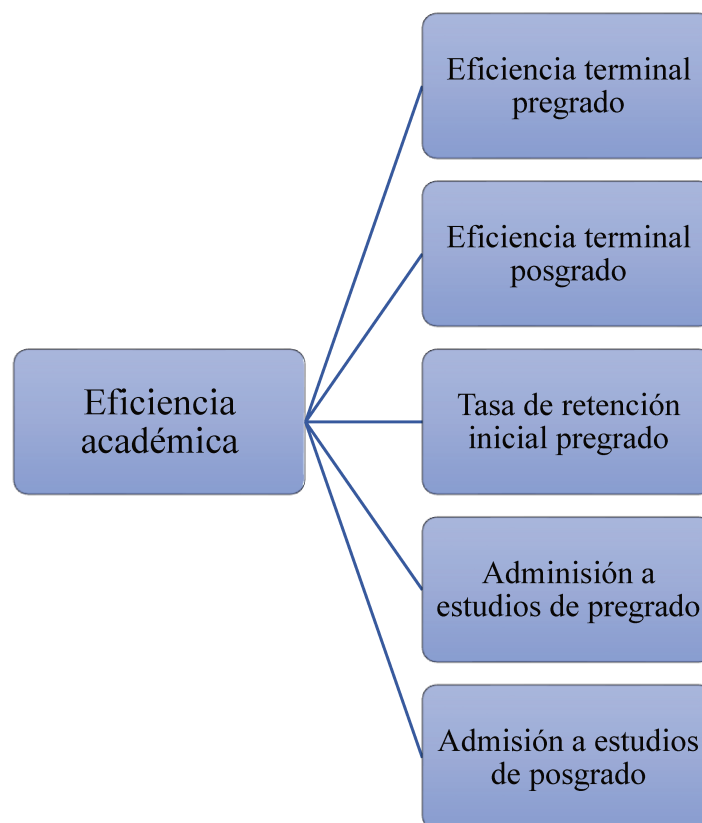 Eficiencia terminal
pregrado
Eficiencia terminal
posgrado
Eficiencia
académica
Tasa de retención
inicial pregrado
Adminisión a
estudios de pregrado
Admisión a estudios
de posgrado